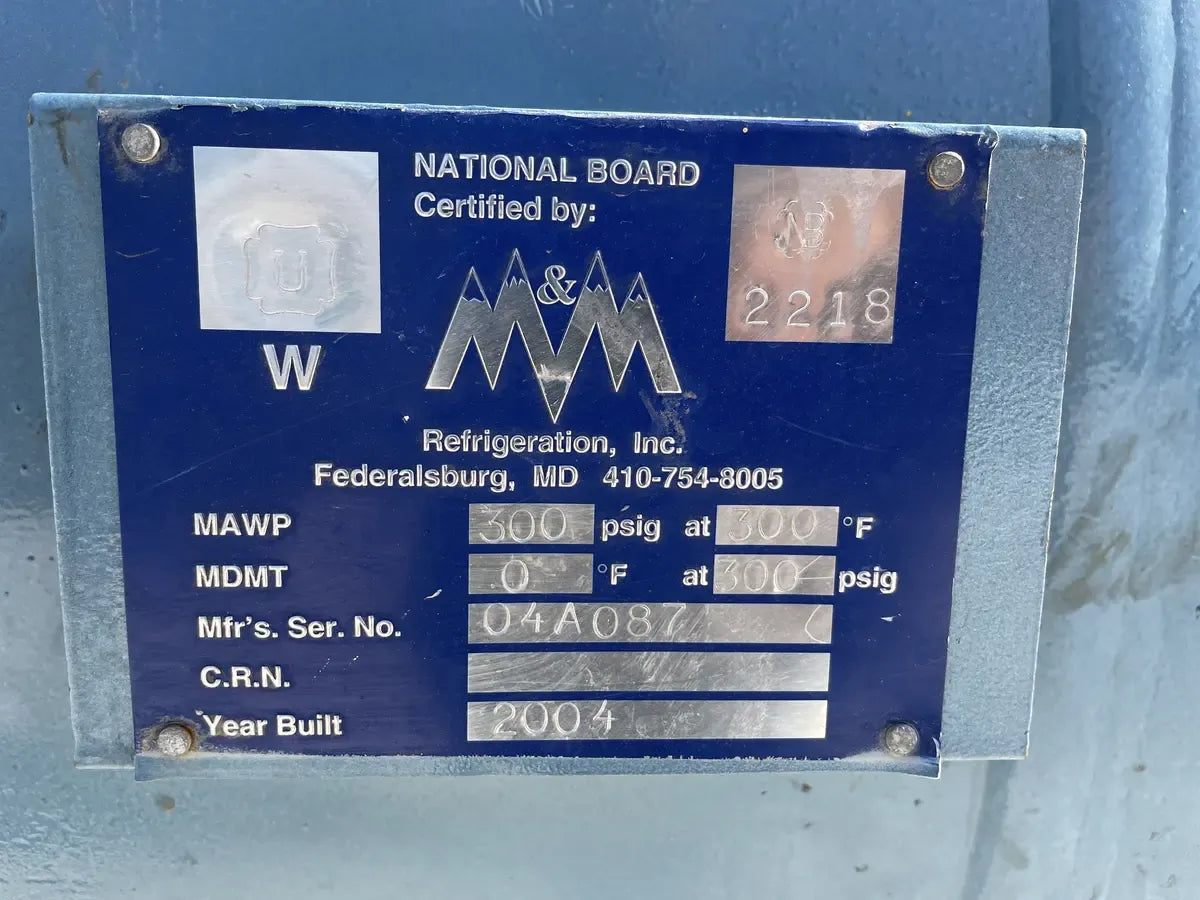 NATIONAL BOARD
Certified by:
U
W
NB
2218
M&M
Refrigeration, Inc.
Federalsburg, MD 410-754-8005
MAWP 300 psig at 300 °F
MDMT 0 °F at 300 psig
Mfr's. Ser. No. 04A087
C.R.N.
Year Built 2004